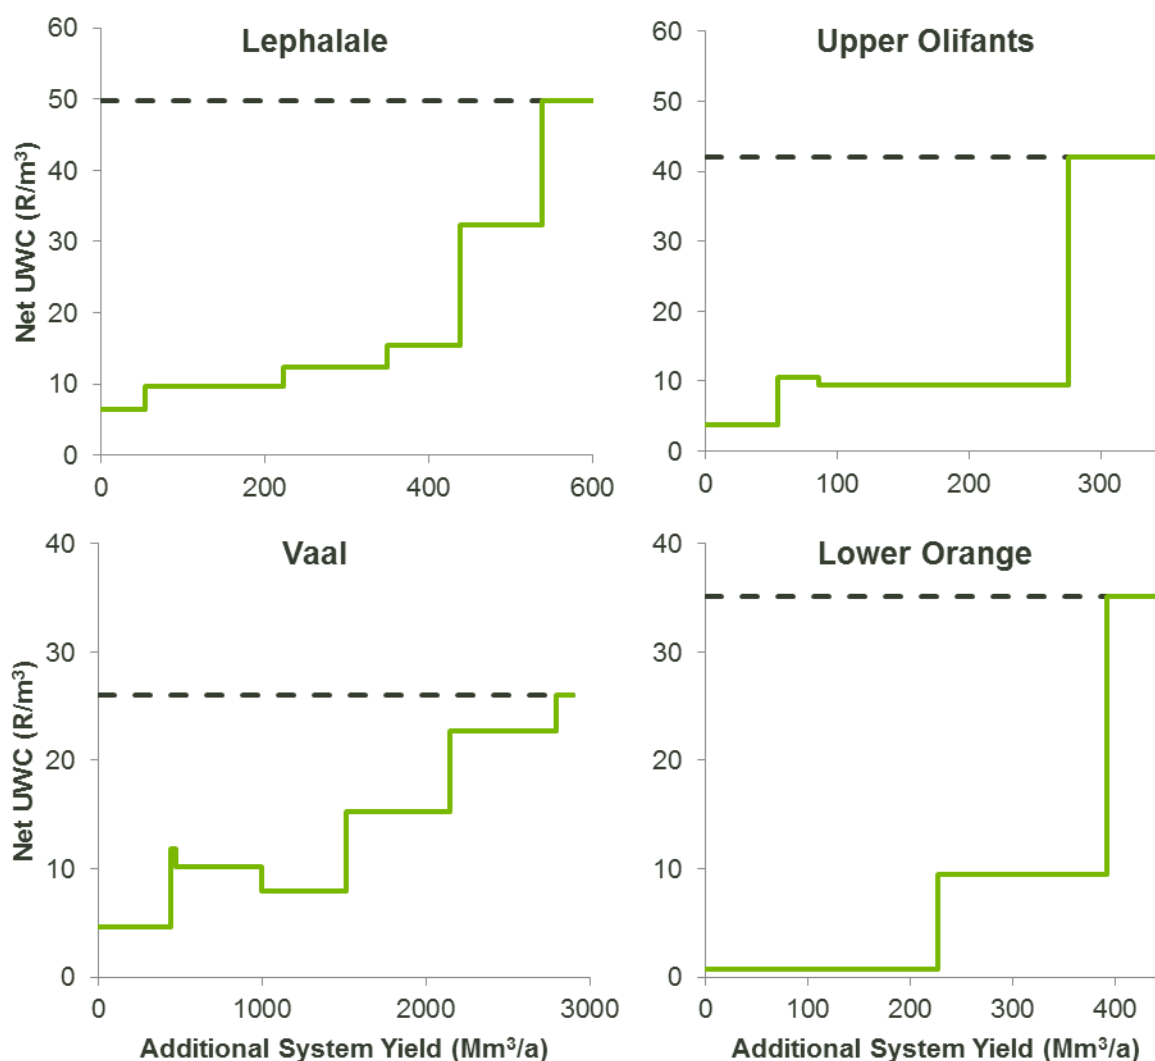 Lephalale
Net UWC (R/m³)
60
50
40
30
20
10
0
0 200 400 600
Upper Olifants
60
50
40
30
20
10
0
0 100 200 300
Vaal
Net UWC (R/m³)
40
30
20
10
0
0 1000 2000 3000
Additional System Yield (Mm³/a)
Lower Orange
40
30
20
10
0
0 100 200 300 400
Additional System Yield (Mm³/a)